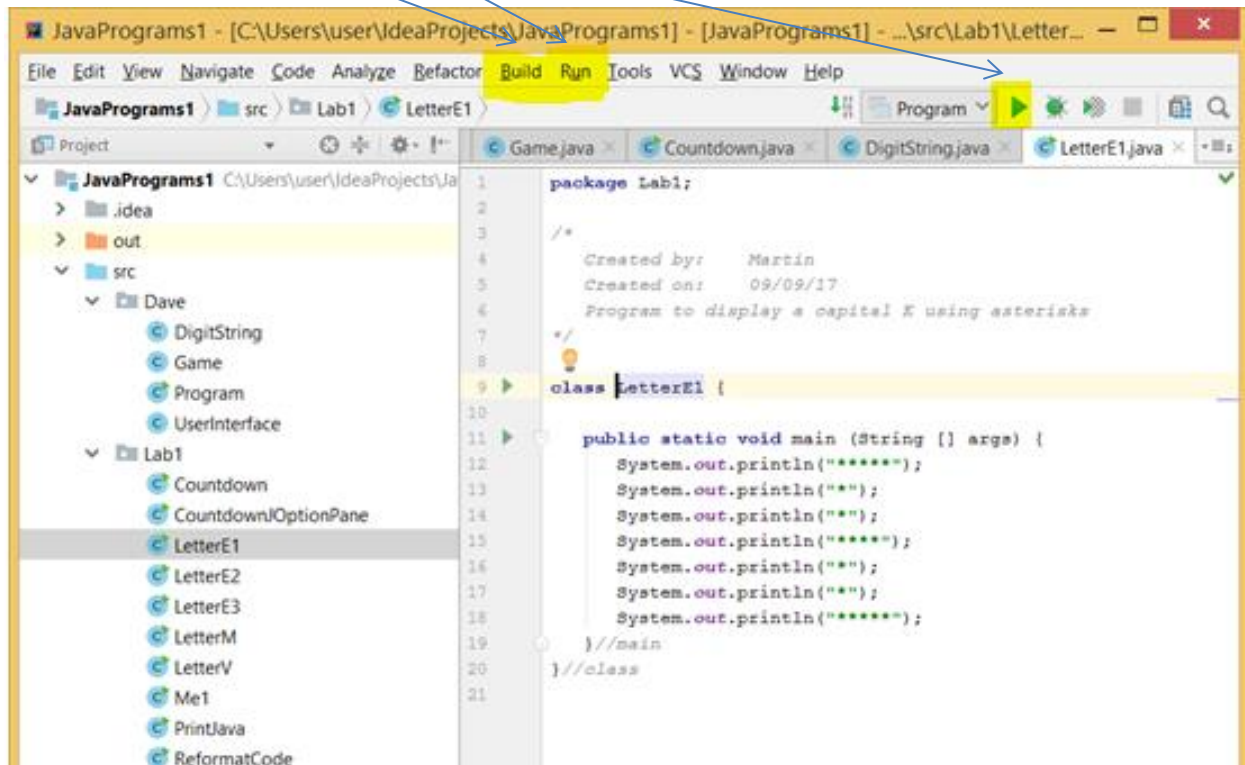 JavaPrograms1 - [C:\Users\user\IdeaProjects\JavaPrograms1] - [JavaPrograms1] - ...\src\Lab1\Letter...
File Edit View Navigate Code Analyze Refactor Build Run Tools VCS Window Help
JavaPrograms1 src Lab1 LetterE1 Program
Project
Game.java Countdown.java DigitString.java LetterE1.java
JavaPrograms1 C:\Users\user\IdeaProjects\Ja
.idea
out
src
Dave
DigitString
Game
Program
UserInterface
Lab1
Countdown
CountdownJOptionPane
LetterE1
LetterE2
LetterE3
LetterM
LetterV
Me1
PrintJava
ReformatCode
1 package Lab1;
2
3 /*
4 Created by: Martin
5 Created on: 09/09/17
6 Program to display a capital E using asterisks
7 */
8
9 class LetterE1 {
10
11 public static void main (String [] args) {
12 System.out.println("*****");
13 System.out.println("*");
14 System.out.println("*");
15 System.out.println("****");
16 System.out.println("*");
17 System.out.println("*");
18 System.out.println("*****");
19 }//main
20 }//class
21